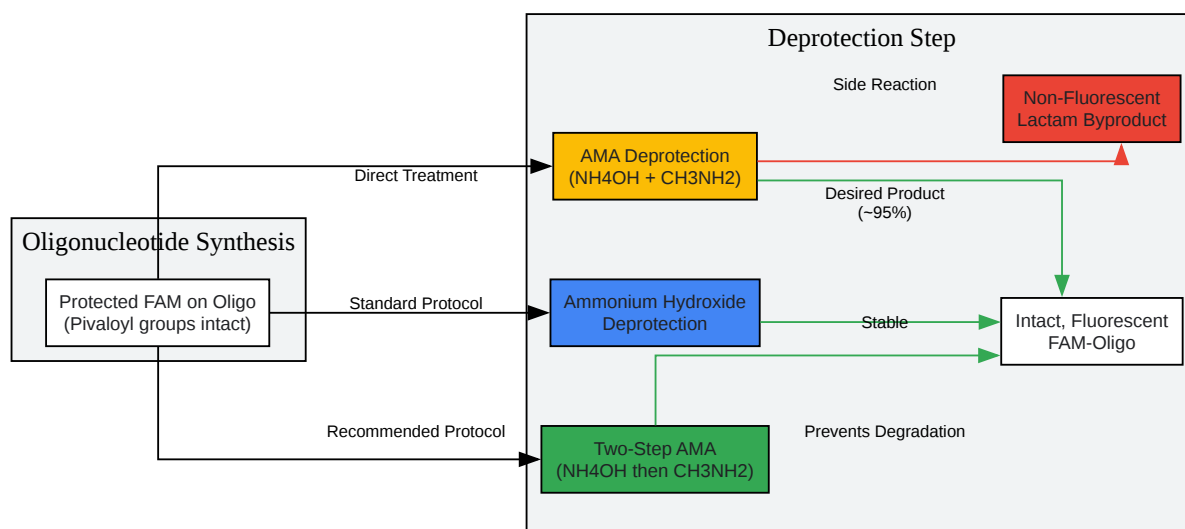 Deprotection Step
Side Reaction
Non-Fluorescent
Lactam Byproduct
AMA Deprotection
(NH4OH + CH3NH2)
Direct Treatment
Desired Product
(~95%)
Oligonucleotide Synthesis
Protected FAM on Oligo
(Pivaloyl groups intact)
Standard Protocol
Ammonium Hydroxide
Deprotection
Stable
Intact, Fluorescent
FAM-Oligo
Recommended Protocol
Two-Step AMA
(NH4OH then CH3NH2)
Prevents Degradation